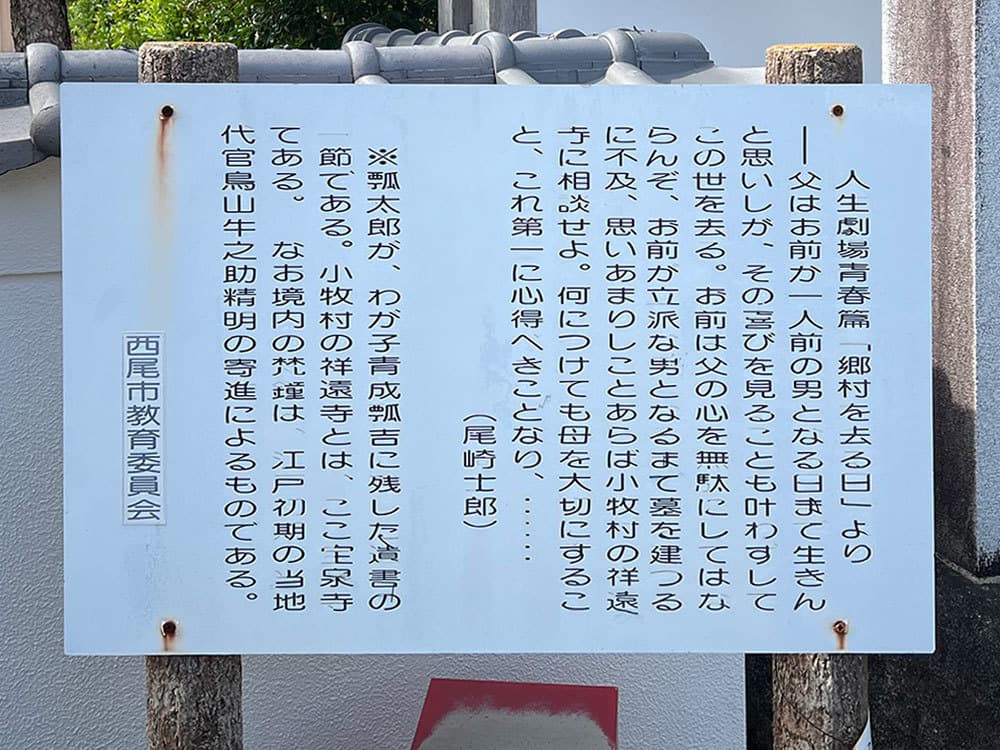 人生劇場青春篇「郷村を去る日」より
──父はお前が一人前の男となる日まで生きん
と思いしが、その喜びを見ることも叶わずして
この世を去る。お前は父の心を無駄にしてはな
らんぞ、お前が立派な男となるまで墓を建つる
に不及、思いあまりしことあらば小牧村の祥遠
寺に相談せよ。何につけても母を大切にするこ
と、これ第一に心得べきことなり、……
（尾崎士郎）
※瓢太郎が、わが子青成瓢吉に残した遺書の
一節である。小牧村の祥遠寺とは、ここ宝泉寺
である。なお境内の梵鐘は、江戸初期の当地
代官鳥山牛之助精明の寄進によるものである。
西尾市教育委員会